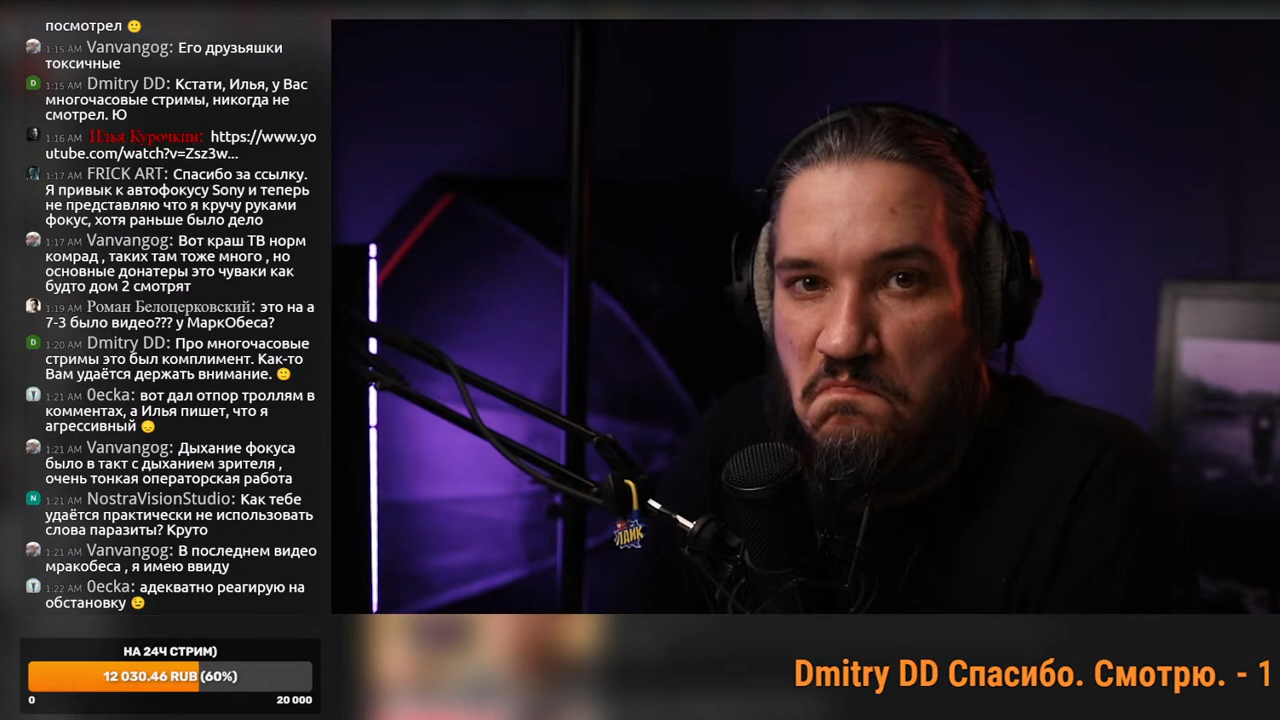 посмотрел 🙂
1:15 AM Vanvangog: Его друзьяшки
токсичные
D 1:15 AM Dmitry DD: Кстати, Илья, у Вас
многочасовые стримы, никогда не
смотрел. Ю
1:16 AM Илья Курочкин: https://www.yo
utube.com/watch?v=Zsz3w...
1:17 AM FRICK ART: Спасибо за ссылку.
Я привык к автофокусу Sony и теперь
не представляю что я кручу руками
фокус, хотя раньше было дело
1:17 AM Vanvangog: Вот краш ТВ норм
комрад , таких там тоже много , но
основные донатеры это чуваки как
будто дом 2 смотрят
1:19 AM Роман Белоцерковский: это на а
7-3 было видео??? у МаркОбеса?
D 1:20 AM Dmitry DD: Про многочасовые
стримы это был комплимент. Как-то
Вам удаётся держать внимание. 🙂
1:21 AM 0ecka: вот дал отпор троллям в
комментах, а Илья пишет, что я
агрессивный 😞
1:21 AM Vanvangog: Дыхание фокуса
было в такт с дыханием зрителя ,
очень тонкая операторская работа
N 1:21 AM NostraVisionStudio: Как тебе
удаётся практически не использовать
слова паразиты? Круто
1:21 AM Vanvangog: В последнем видео
мракобеса , я имею ввиду
1:22 AM 0ecka: адекватно реагирую на
обстановку 😉
ЛАЙК
НА 24Ч СТРИМ)
12 030.46 RUB (60%)
0 20 000
Dmitry DD Спасибо. Смотрю. - 1